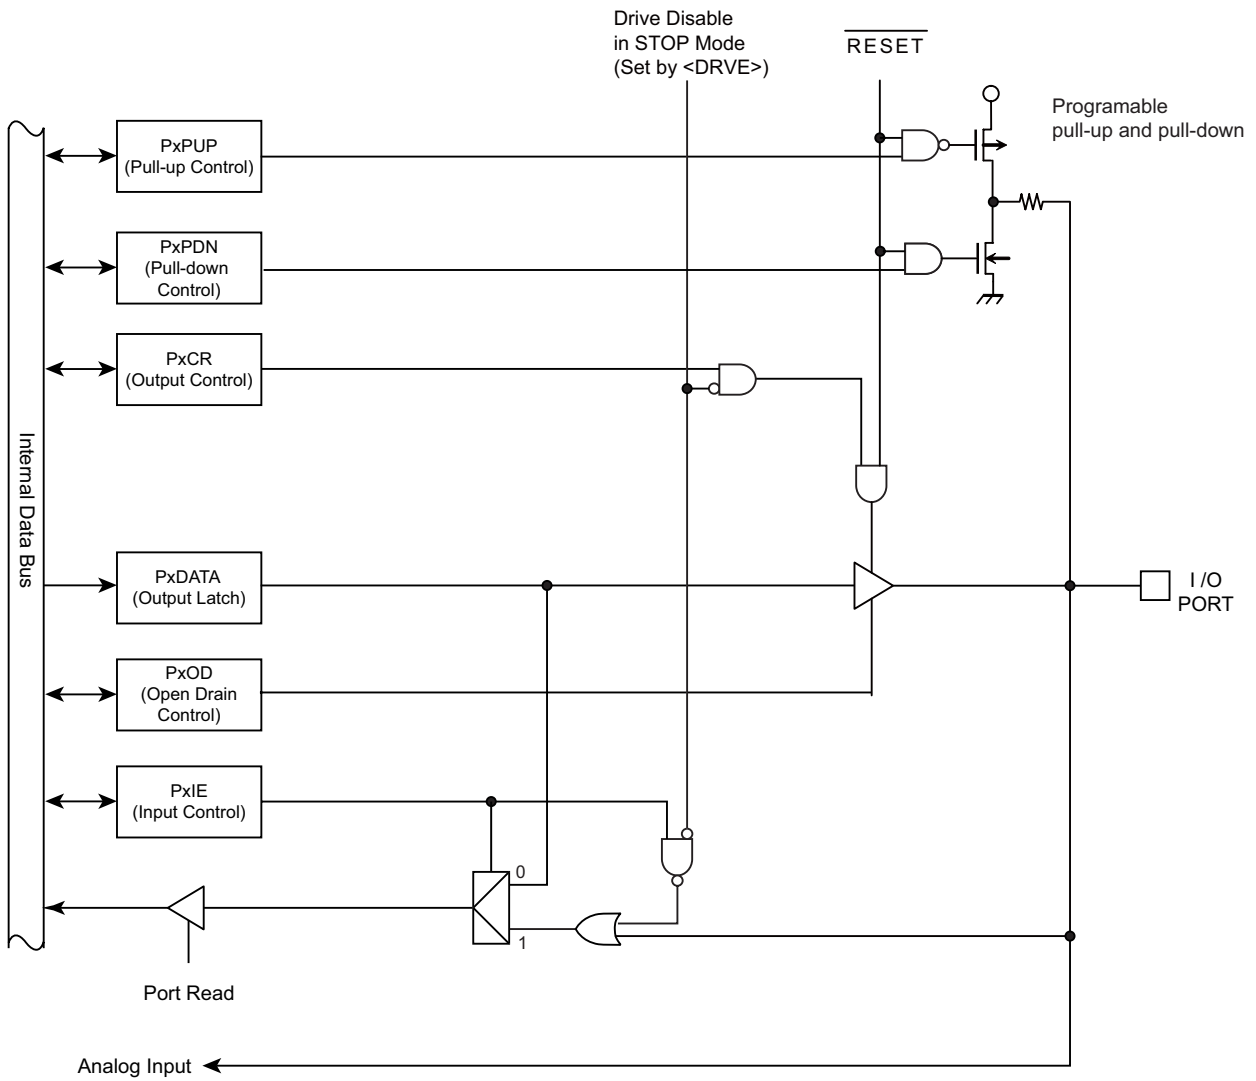 Drive Disable
in STOP Mode
(Set by <DRVE>)
RESET
Programable
pull-up and pull-down
PxPUP
(Pull-up Control)
PxPDN
(Pull-down
Control)
PxCR
(Output Control)
Internal Data Bus
PxDATA
(Output Latch)
I /O
PORT
PxOD
(Open Drain
Control)
PxIE
(Input Control)
0
1
Port Read
Analog Input